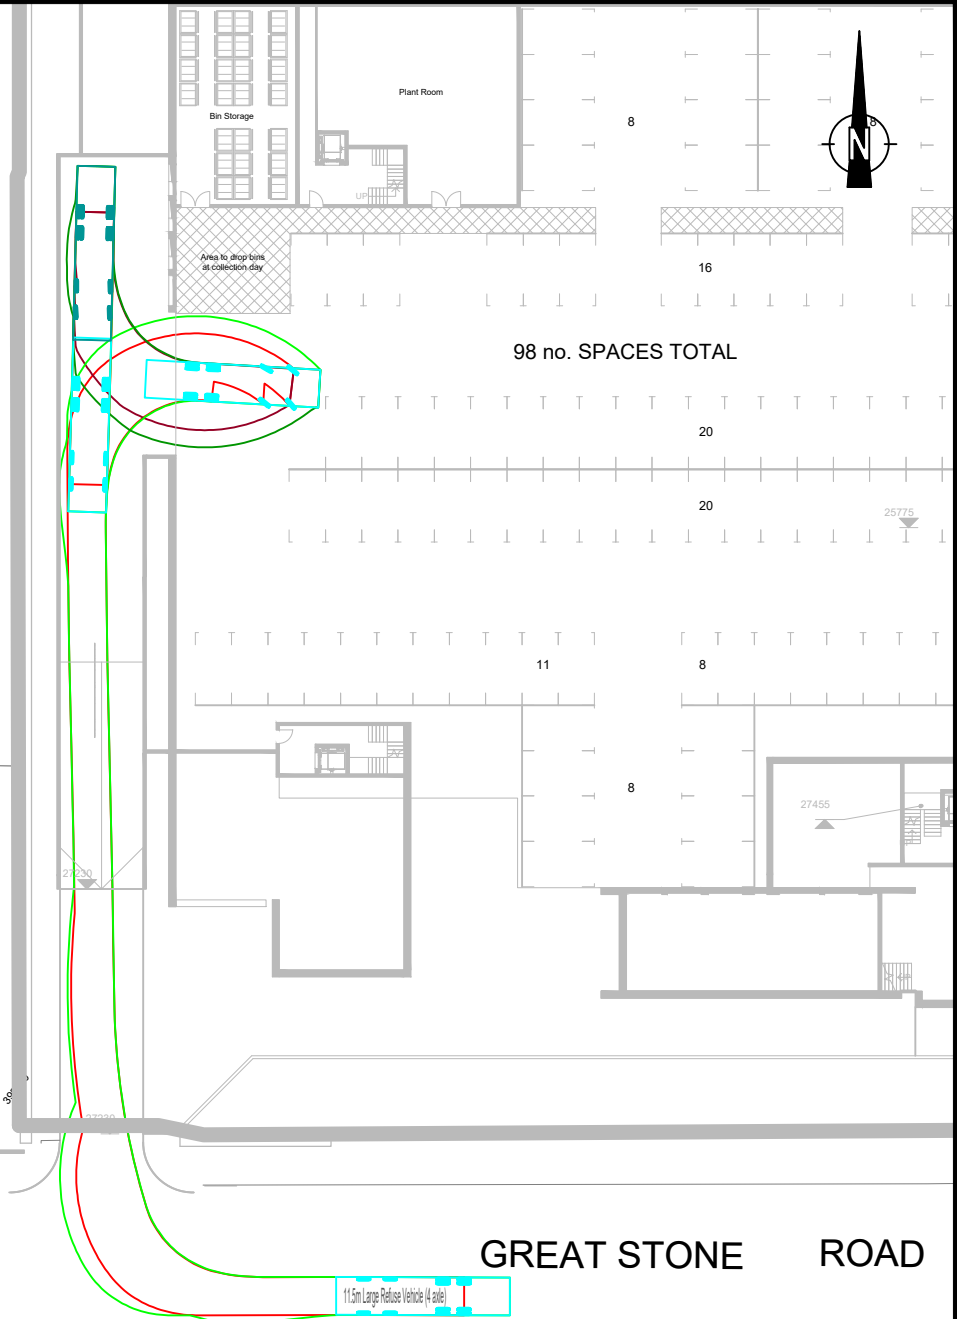 Plant Room
Bin Storage
8
8
N
UP
Area to drop bins
at collection day
16
98 no. SPACES TOTAL
20
20
25775
11
8
8
27455
27230
27230
GREAT STONE ROAD
11.5m Large Refuse Vehicle (4 axle)